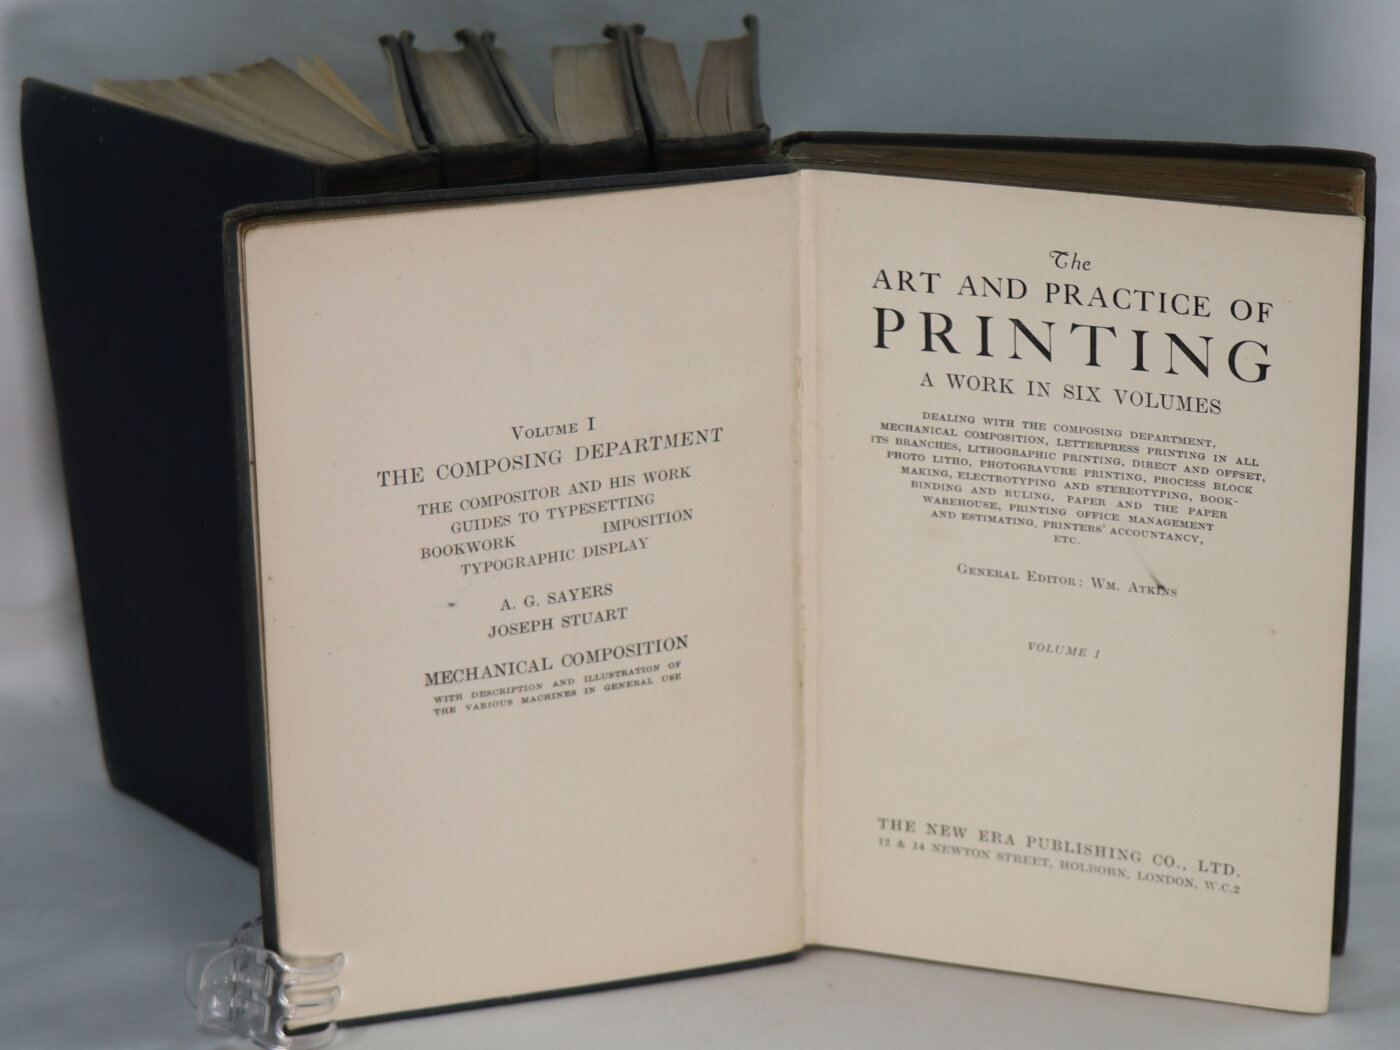 VOLUME I
THE COMPOSING DEPARTMENT
THE COMPOSITOR AND HIS WORK
GUIDES TO TYPESETTING
BOOKWORK IMPOSITION
TYPOGRAPHIC DISPLAY
A. G. SAYERS
JOSEPH STUART
MECHANICAL COMPOSITION
WITH DESCRIPTION AND ILLUSTRATION OF
THE VARIOUS MACHINES IN GENERAL USE
The
ART AND PRACTICE OF
PRINTING
A WORK IN SIX VOLUMES
DEALING WITH THE COMPOSING DEPARTMENT,
MECHANICAL COMPOSITION, LETTERPRESS PRINTING IN ALL
ITS BRANCHES, LITHOGRAPHIC PRINTING, DIRECT AND OFFSET,
PHOTO LITHO, PHOTOGRAVURE PRINTING, PROCESS BLOCK
MAKING, ELECTROTYPING AND STEREOTYPING, BOOK-
BINDING AND RULING, PAPER AND THE PAPER
WAREHOUSE, PRINTING OFFICE MANAGEMENT
AND ESTIMATING, PRINTERS' ACCOUNTANCY,
ETC.
GENERAL EDITOR: WM. ATKINS
VOLUME I
THE NEW ERA PUBLISHING CO., LTD.
12 & 14 NEWTON STREET, HOLBORN, LONDON, W.C.2